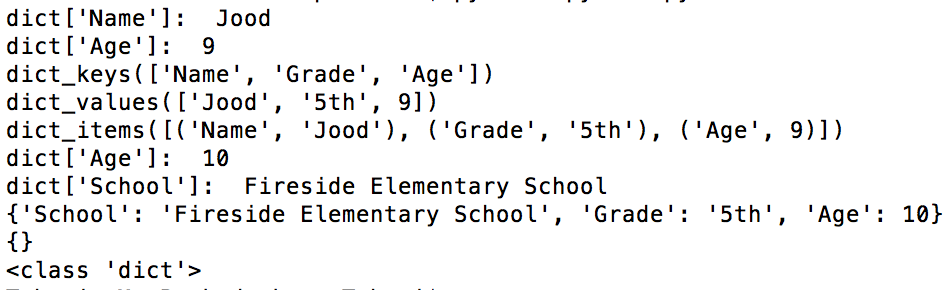 dict['Name']:  Jood
dict['Age']:  9
dict_keys(['Name', 'Grade', 'Age'])
dict_values(['Jood', '5th', 9])
dict_items([('Name', 'Jood'), ('Grade', '5th'), ('Age', 9)])
dict['Age']:  10
dict['School']:  Fireside Elementary School
{'School': 'Fireside Elementary School', 'Grade': '5th', 'Age': 10}
{}
<class 'dict'>